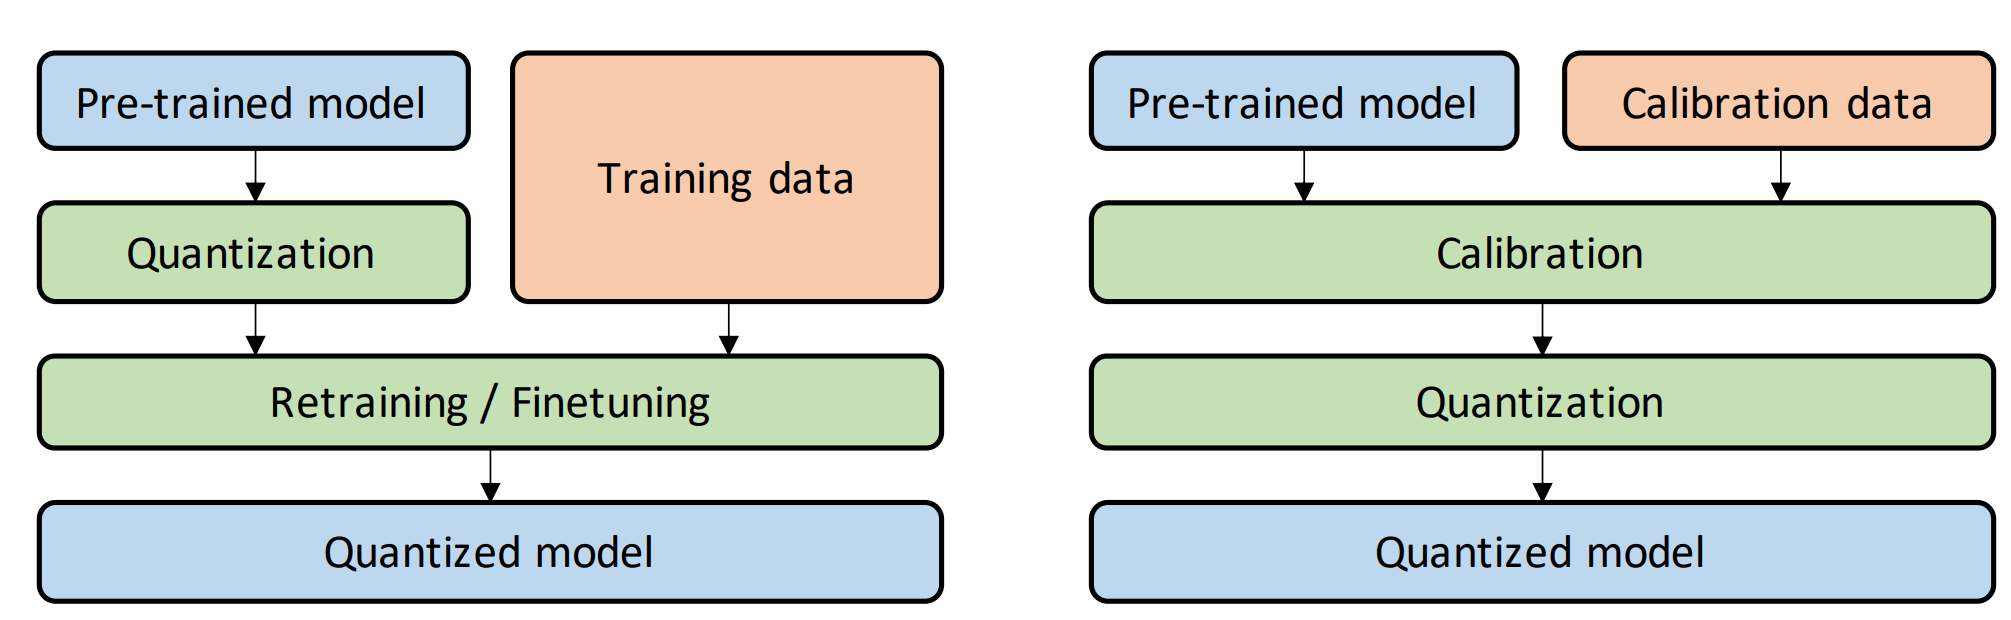 Pre-trained model
Training data
Quantization
Retraining / Finetuning
Quantized model
Pre-trained model
Calibration data
Calibration
Quantization
Quantized model